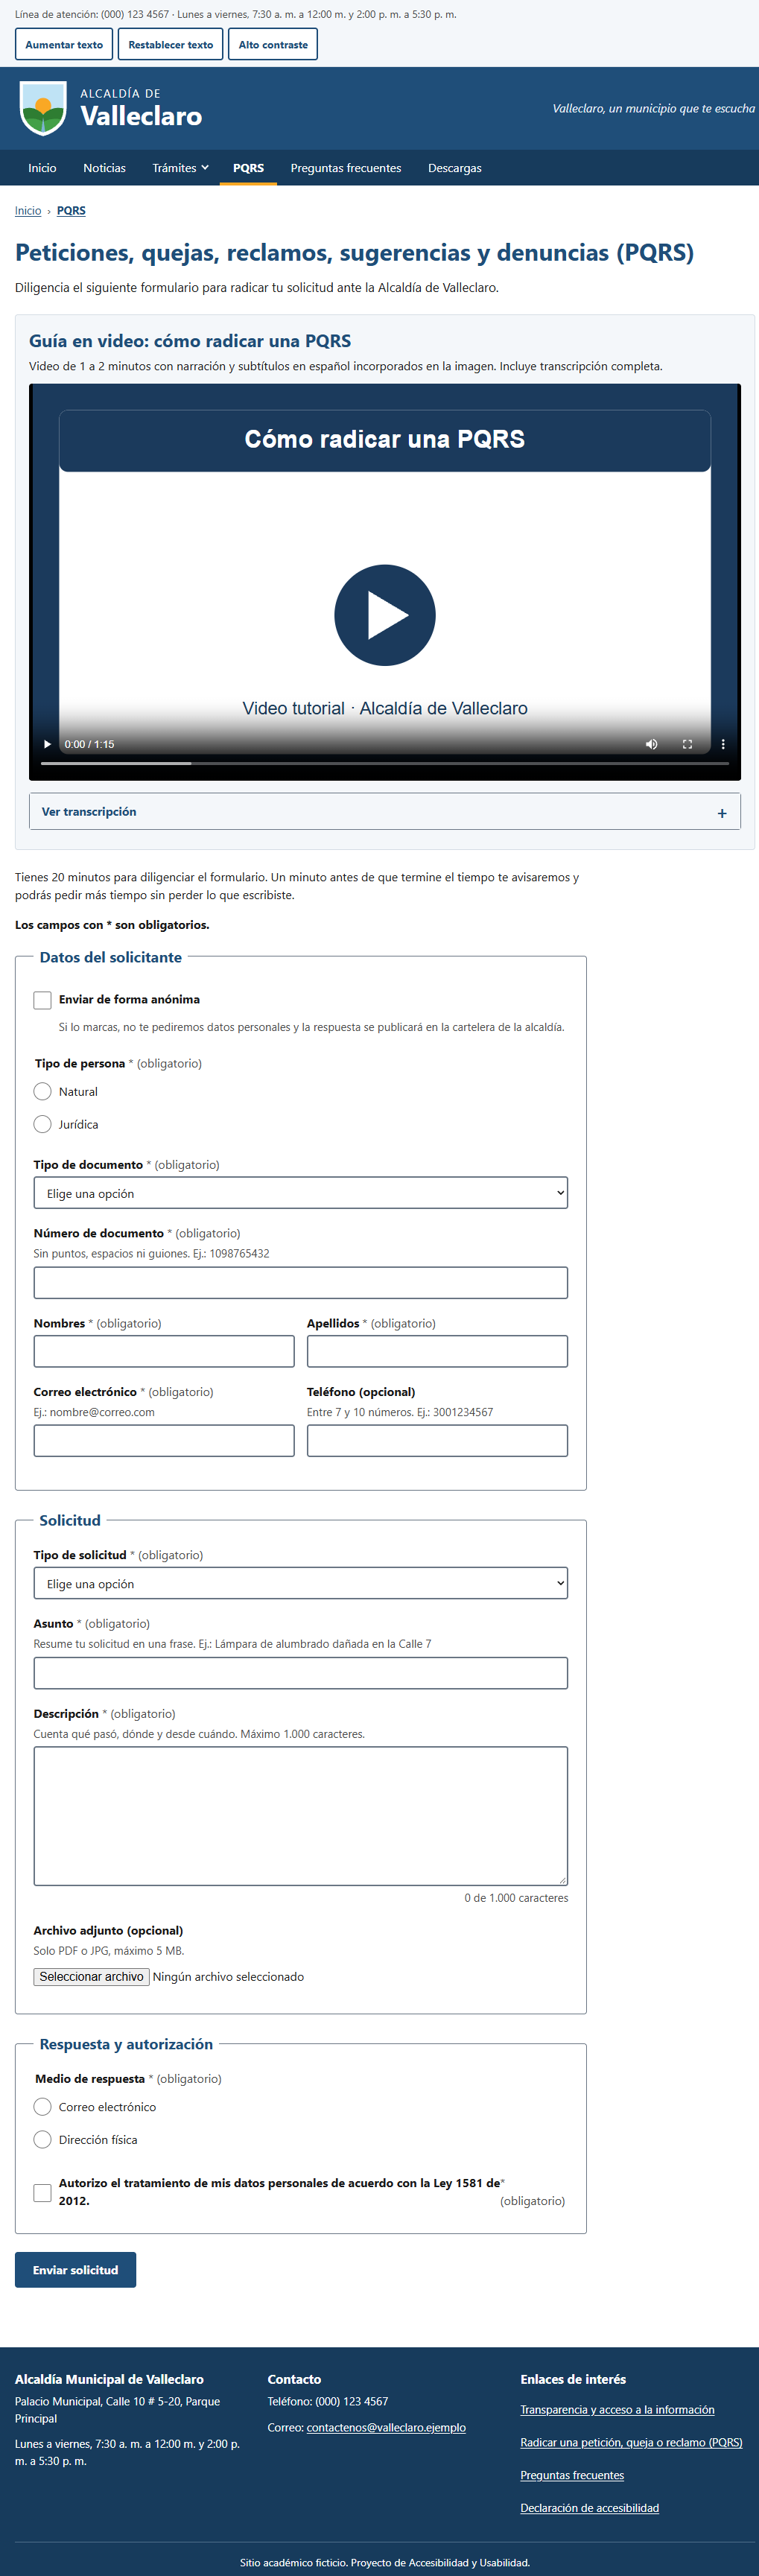 Línea de atención: (000) 123 4567 · Lunes a viernes, 7:30 a. m. a 12:00 m. y 2:00 p. m. a 5:30 p. m.
Aumentar texto Restablecer texto Alto contraste
ALCALDÍA DE
Valleclaro
Valleclaro, un municipio que te escucha
Inicio Noticias Trámites PQRS Preguntas frecuentes Descargas
Inicio › PQRS
Peticiones, quejas, reclamos, sugerencias y denuncias (PQRS)
Diligencia el siguiente formulario para radicar tu solicitud ante la Alcaldía de Valleclaro.
Guía en video: cómo radicar una PQRS
Video de 1 a 2 minutos con narración y subtítulos en español incorporados en la imagen. Incluye transcripción completa.
Cómo radicar una PQRS
Video tutorial · Alcaldía de Valleclaro
0:00 / 1:15
Ver transcripción +
Tienes 20 minutos para diligenciar el formulario. Un minuto antes de que termine el tiempo te avisaremos y
podrás pedir más tiempo sin perder lo que escribiste.
Los campos con * son obligatorios.
Datos del solicitante
Enviar de forma anónima
Si lo marcas, no te pediremos datos personales y la respuesta se publicará en la cartelera de la alcaldía.
Tipo de persona * (obligatorio)
Natural
Jurídica
Tipo de documento * (obligatorio)
Elige una opción
Número de documento * (obligatorio)
Sin puntos, espacios ni guiones. Ej.: 1098765432
Nombres * (obligatorio) Apellidos * (obligatorio)
Correo electrónico * (obligatorio) Teléfono (opcional)
Ej.: nombre@correo.com Entre 7 y 10 números. Ej.: 3001234567
Solicitud
Tipo de solicitud * (obligatorio)
Elige una opción
Asunto * (obligatorio)
Resume tu solicitud en una frase. Ej.: Lámpara de alumbrado dañada en la Calle 7
Descripción * (obligatorio)
Cuenta qué pasó, dónde y desde cuándo. Máximo 1.000 caracteres.
0 de 1.000 caracteres
Archivo adjunto (opcional)
Solo PDF o JPG, máximo 5 MB.
Seleccionar archivo Ningún archivo seleccionado
Respuesta y autorización
Medio de respuesta * (obligatorio)
Correo electrónico
Dirección física
Autorizo el tratamiento de mis datos personales de acuerdo con la Ley 1581 de *
2012. (obligatorio)
Enviar solicitud
Alcaldía Municipal de Valleclaro
Palacio Municipal, Calle 10 # 5-20, Parque
Principal
Lunes a viernes, 7:30 a. m. a 12:00 m. y 2:00 p.
m. a 5:30 p. m.
Contacto
Teléfono: (000) 123 4567
Correo: contactenos@valleclaro.ejemplo
Enlaces de interés
Transparencia y acceso a la información
Radicar una petición, queja o reclamo (PQRS)
Preguntas frecuentes
Declaración de accesibilidad
Sitio académico ficticio. Proyecto de Accesibilidad y Usabilidad.